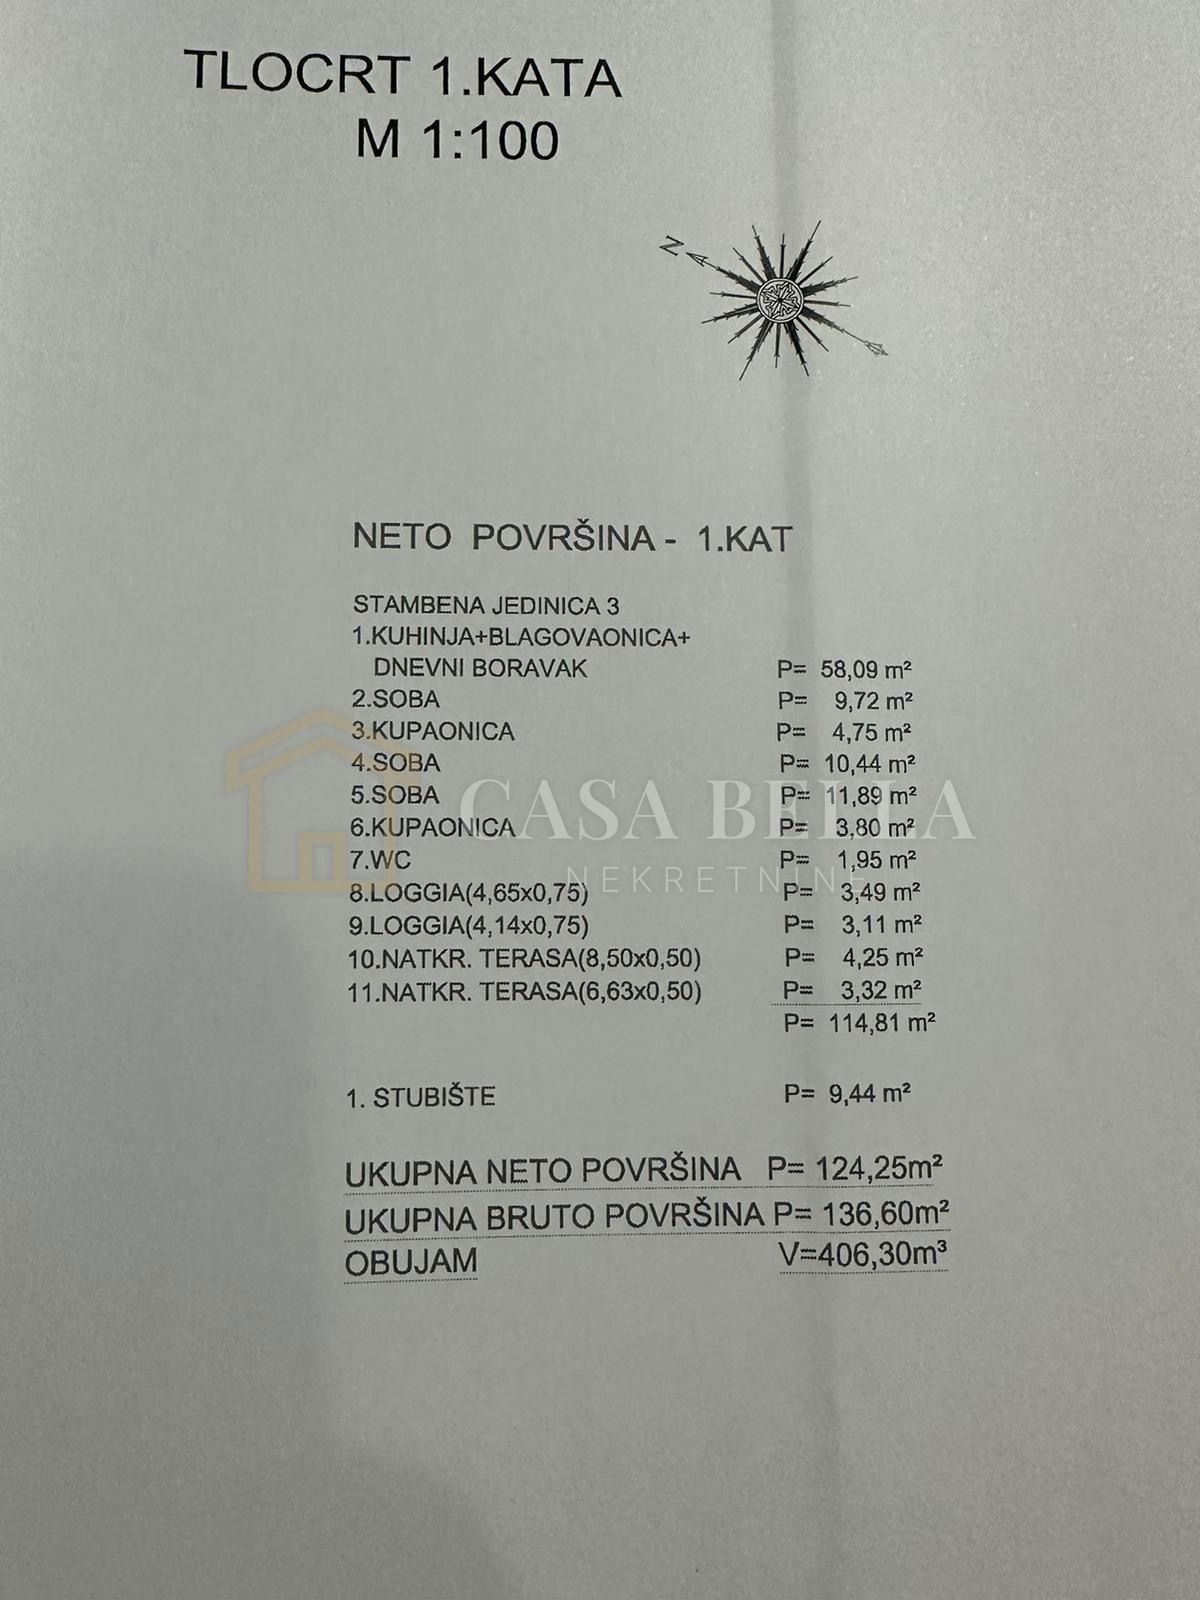 TLOCRT 1.KATA
M 1:100
N
NETO POVRŠINA - 1.KAT
STAMBENA JEDINICA 3
1.KUHINJA+BLAGOVAONICA+
DNEVNI BORAVAK P= 58,09 m²
2.SOBA P= 9,72 m²
3.KUPAONICA P= 4,75 m²
4.SOBA P= 10,44 m²
5.SOBA P= 11,89 m²
CASA BELLA
6.KUPAONICA P= 3,80 m²
7.WC P= 1,95 m²
NEKRETNINE
8.LOGGIA(4,65x0,75) P= 3,49 m²
9.LOGGIA(4,14x0,75) P= 3,11 m²
10.NATKR. TERASA(8,50x0,50) P= 4,25 m²
11.NATKR. TERASA(6,63x0,50) P= 3,32 m²
P= 114,81 m²
1. STUBIŠTE P= 9,44 m²
UKUPNA NETO POVRŠINA P= 124,25m²
UKUPNA BRUTO POVRŠINA P= 136,60m²
OBUJAM V=406,30m³